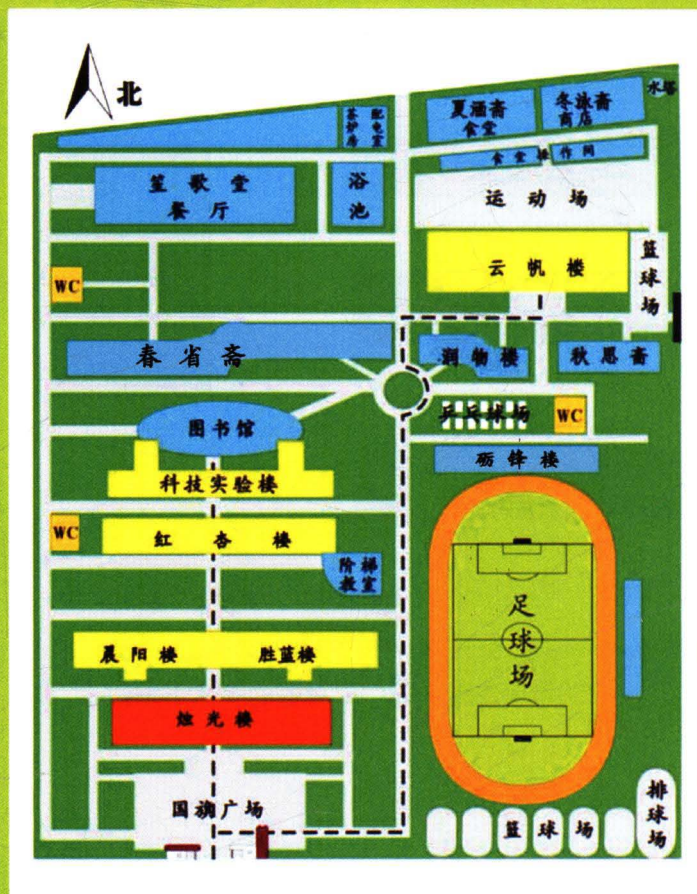 北
夏涵斋
食堂
冬泳斋
商店
水塔
茶炉房
配电室
食堂操作间
笙歌堂
餐厅
浴池
运动场
云帆楼
篮球场
WC
春省斋
润物楼
秋思斋
图书馆
乒乓球场
WC
科技实验楼
砺锋楼
WC
红杏楼
阶梯
教室
足球场
晨阳楼
胜蓝楼
烛光楼
国旗广场
篮球场
排球场